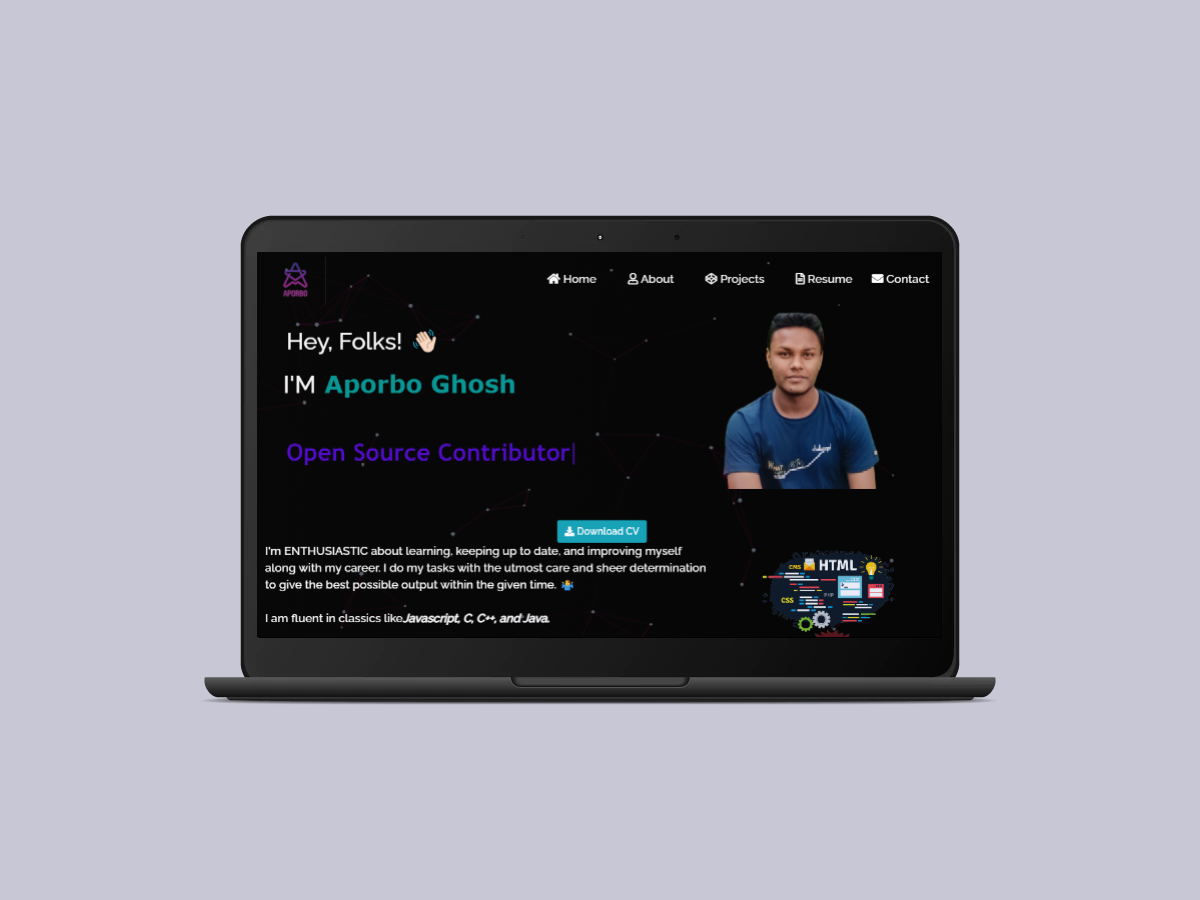 APORBO
Home About Projects Resume Contact
Hey, Folks! 👋🏻
I'M Aporbo Ghosh
Open Source Contributor|
Download CV
I'm ENTHUSIASTIC about learning, keeping up to date, and improving myself
along with my career. I do my tasks with the utmost care and sheer determination
to give the best possible output within the given time. 🤷‍♂️
I am fluent in classics like Javascript, C, C++, and Java.
CMS HTML
CSS
PHP